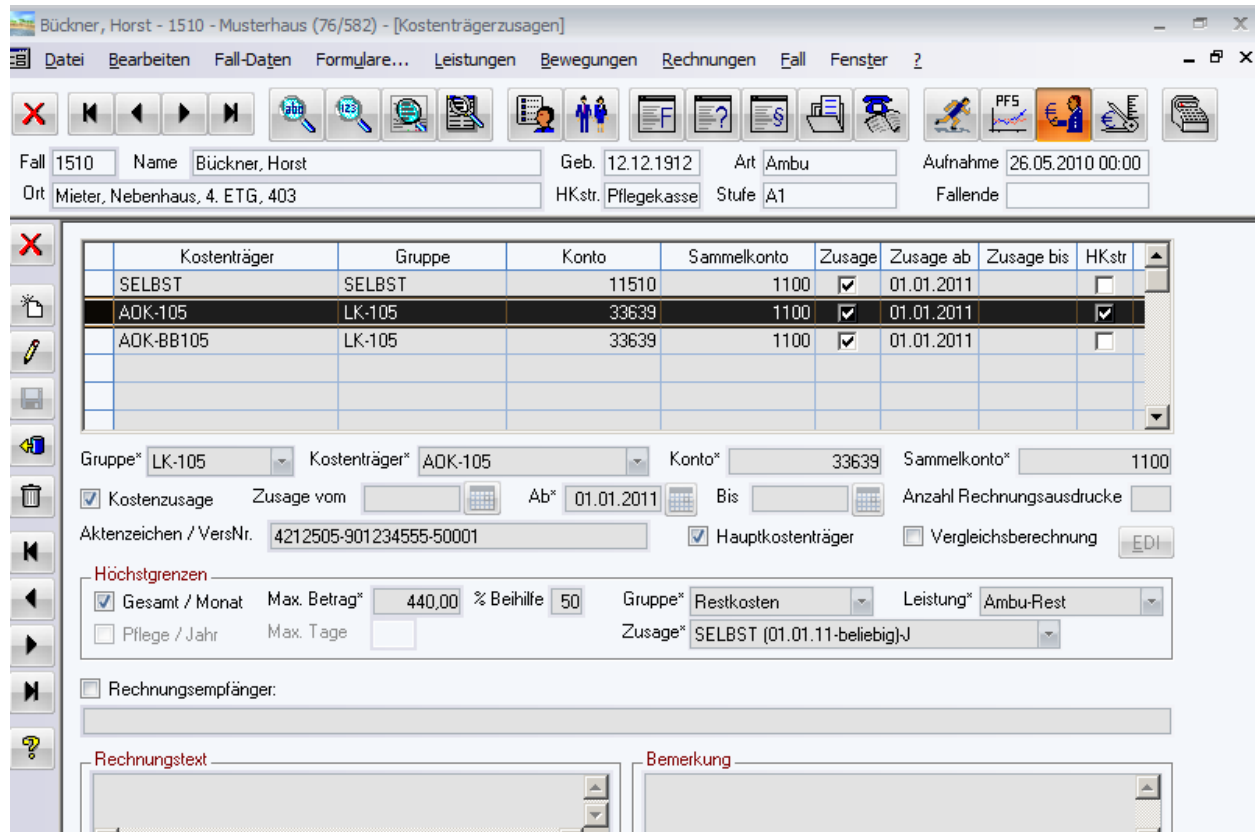 Bückner, Horst - 1510 - Musterhaus (76/582) - [Kostenträgerzusagen]
Datei Bearbeiten Fall-Daten Formulare... Leistungen Bewegungen Rechnungen Fall Fenster ?
abc 123 F ? § PFS €
Fall 1510 Name Bückner, Horst Geb. 12.12.1912 Art Ambu Aufnahme 26.05.2010 00:00
Ort Mieter, Nebenhaus, 4. ETG, 403 HKstr. Pflegekasse Stufe A1 Fallende
Kostenträger Gruppe Konto Sammelkonto Zusage Zusage ab Zusage bis HKstr
SELBST SELBST 11510 1100 01.01.2011
AOK-105 LK-105 33639 1100 01.01.2011
AOK-BB105 LK-105 33639 1100 01.01.2011
Gruppe* LK-105 Kostenträger* AOK-105 Konto* 33639 Sammelkonto* 1100
Kostenzusage Zusage vom Ab* 01.01.2011 Bis Anzahl Rechnungsausdrucke
Aktenzeichen / VersNr. 4212505-901234555-50001 Hauptkostenträger Vergleichsberechnung EDI
Höchstgrenzen
Gesamt / Monat Max. Betrag* 440,00 % Beihilfe 50 Gruppe* Restkosten Leistung* Ambu-Rest
Pflege / Jahr Max. Tage Zusage* SELBST (01.01.11-beliebig)-J
Rechnungsempfänger:
Rechnungstext Bemerkung